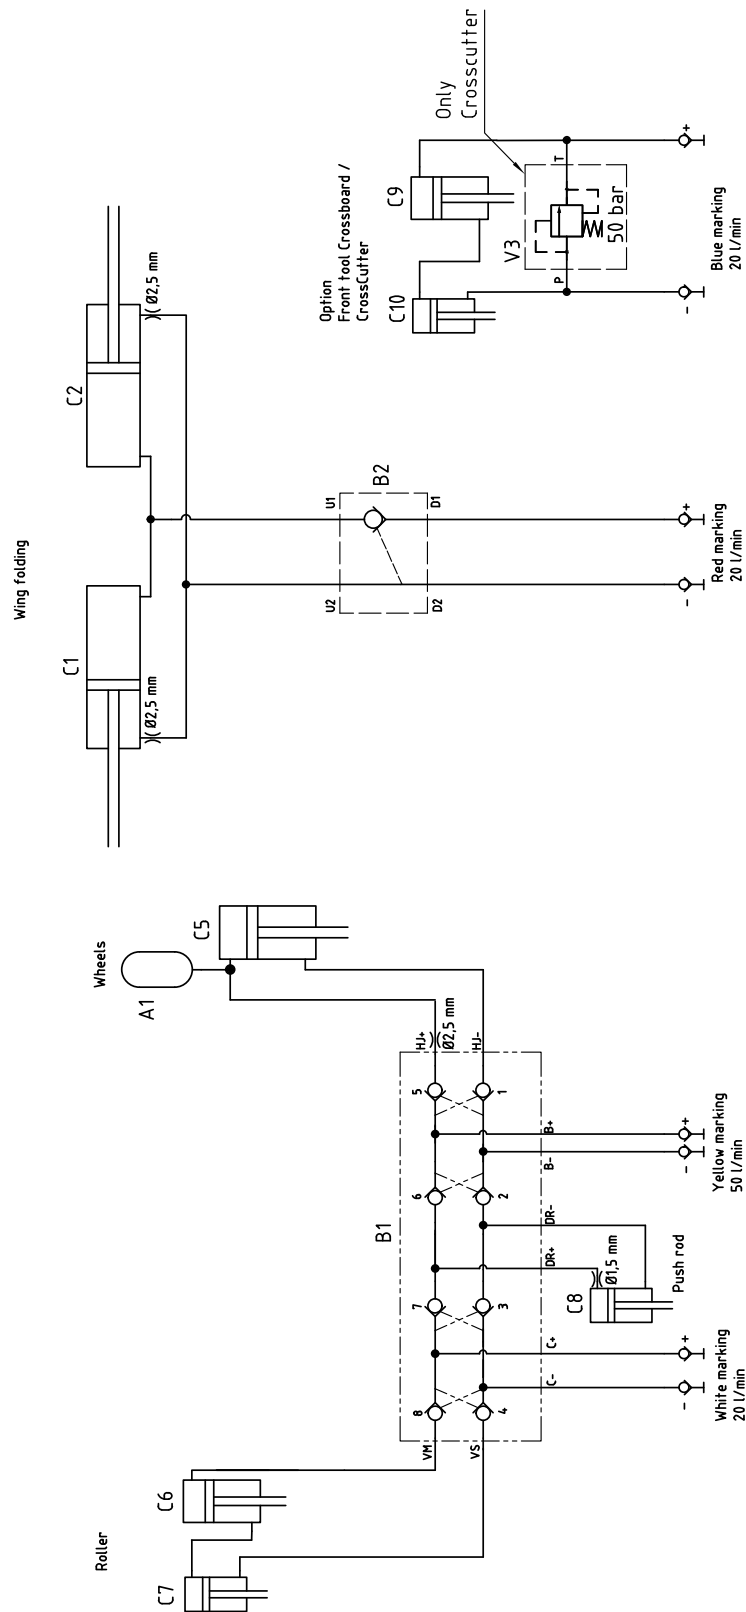 Wing folding
C1
C2
Ø2,5 mm
Ø2,5 mm
U2
U1
B2
D2
D1
-
+
Red marking
20 l/min
Option
Front tool Crossboard /
CrossCutter
C10
C9
Only
Crosscutter
V3
50 bar
P
T
-
+
Blue marking
20 l/min
Roller
C7
C6
Wheels
A1
C5
VM
VS
HJ+
HJ-
Ø2,5 mm
B1
8
7
6
5
4
3
2
1
C-
C+
DR+
DR-
B-
B+
C8
Ø1,5 mm
Push rod
-
+
White marking
20 l/min
-
+
Yellow marking
50 l/min